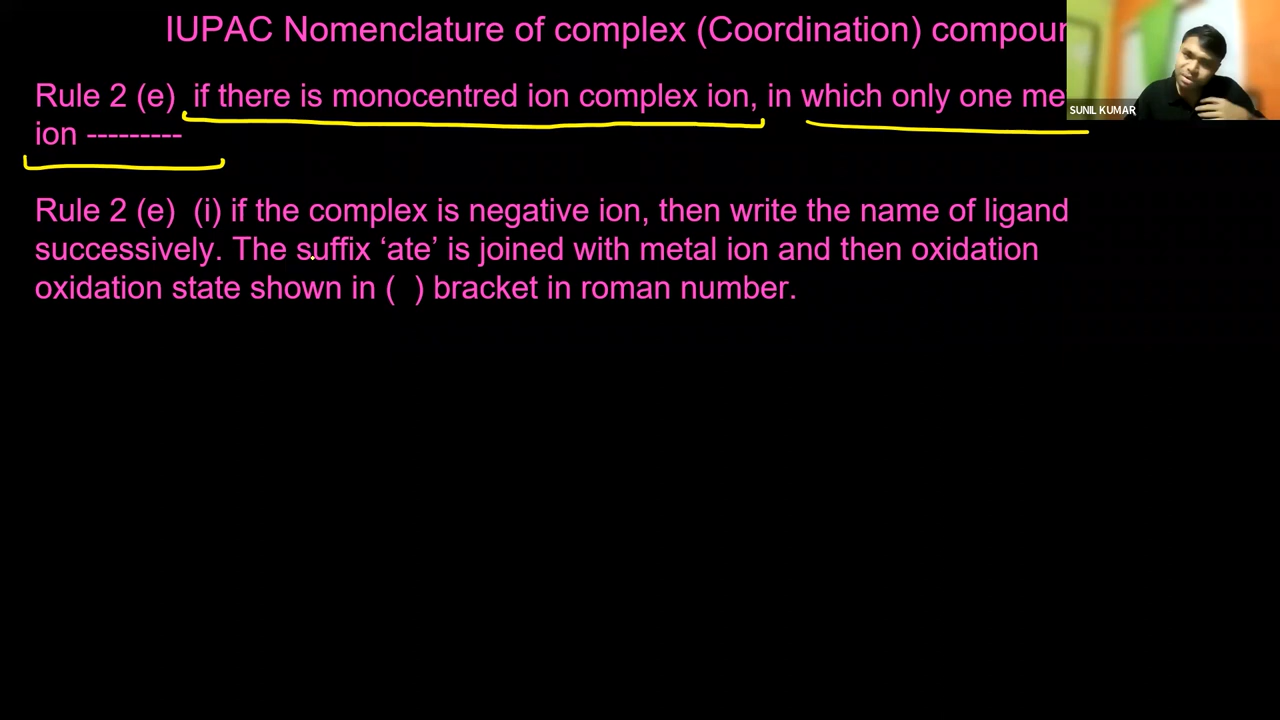 IUPAC Nomenclature of complex (Coordination) compoun
SUNIL KUMAR
Rule 2 (e) if there is monocentred ion complex ion, in which only one me
ion ---------
Rule 2 (e) (i) if the complex is negative ion, then write the name of ligand
successively. The suffix ‘ate’ is joined with metal ion and then oxidation
oxidation state shown in ( ) bracket in roman number.